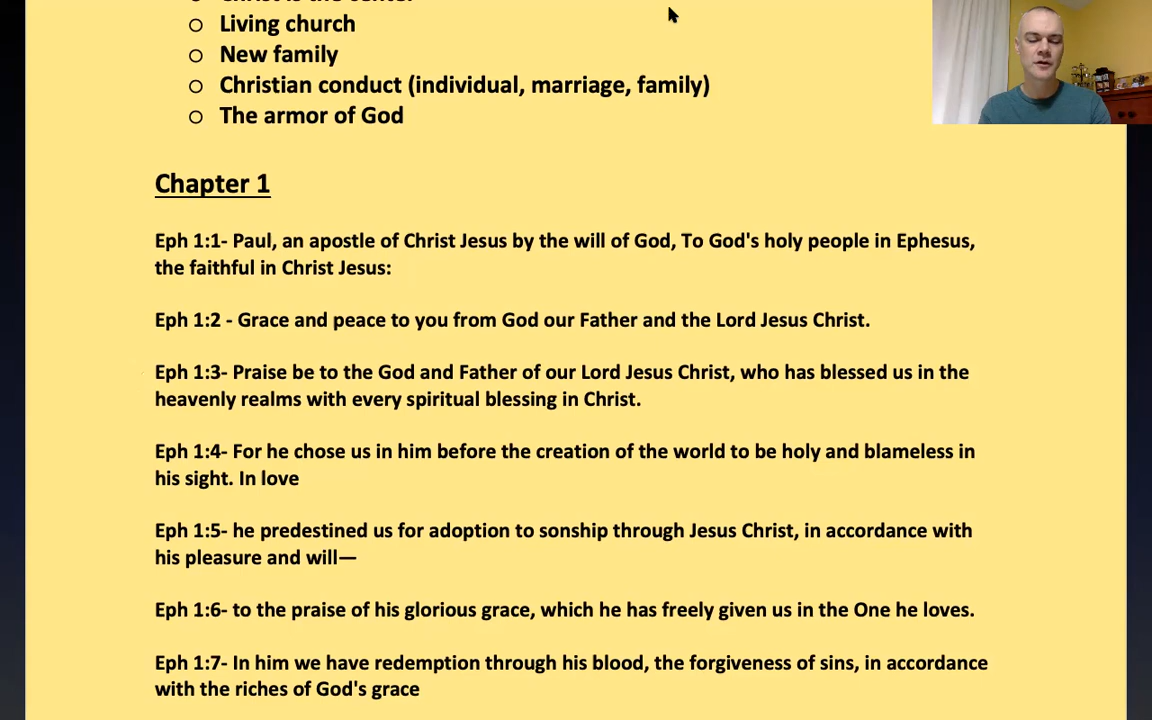 Living church
New family
Christian conduct (individual, marriage, family)
The armor of God
Chapter 1
Eph 1:1- Paul, an apostle of Christ Jesus by the will of God, To God's holy people in Ephesus,
the faithful in Christ Jesus:
Eph 1:2 - Grace and peace to you from God our Father and the Lord Jesus Christ.
Eph 1:3- Praise be to the God and Father of our Lord Jesus Christ, who has blessed us in the
heavenly realms with every spiritual blessing in Christ.
Eph 1:4- For he chose us in him before the creation of the world to be holy and blameless in
his sight. In love
Eph 1:5- he predestined us for adoption to sonship through Jesus Christ, in accordance with
his pleasure and will—
Eph 1:6- to the praise of his glorious grace, which he has freely given us in the One he loves.
Eph 1:7- In him we have redemption through his blood, the forgiveness of sins, in accordance
with the riches of God's grace